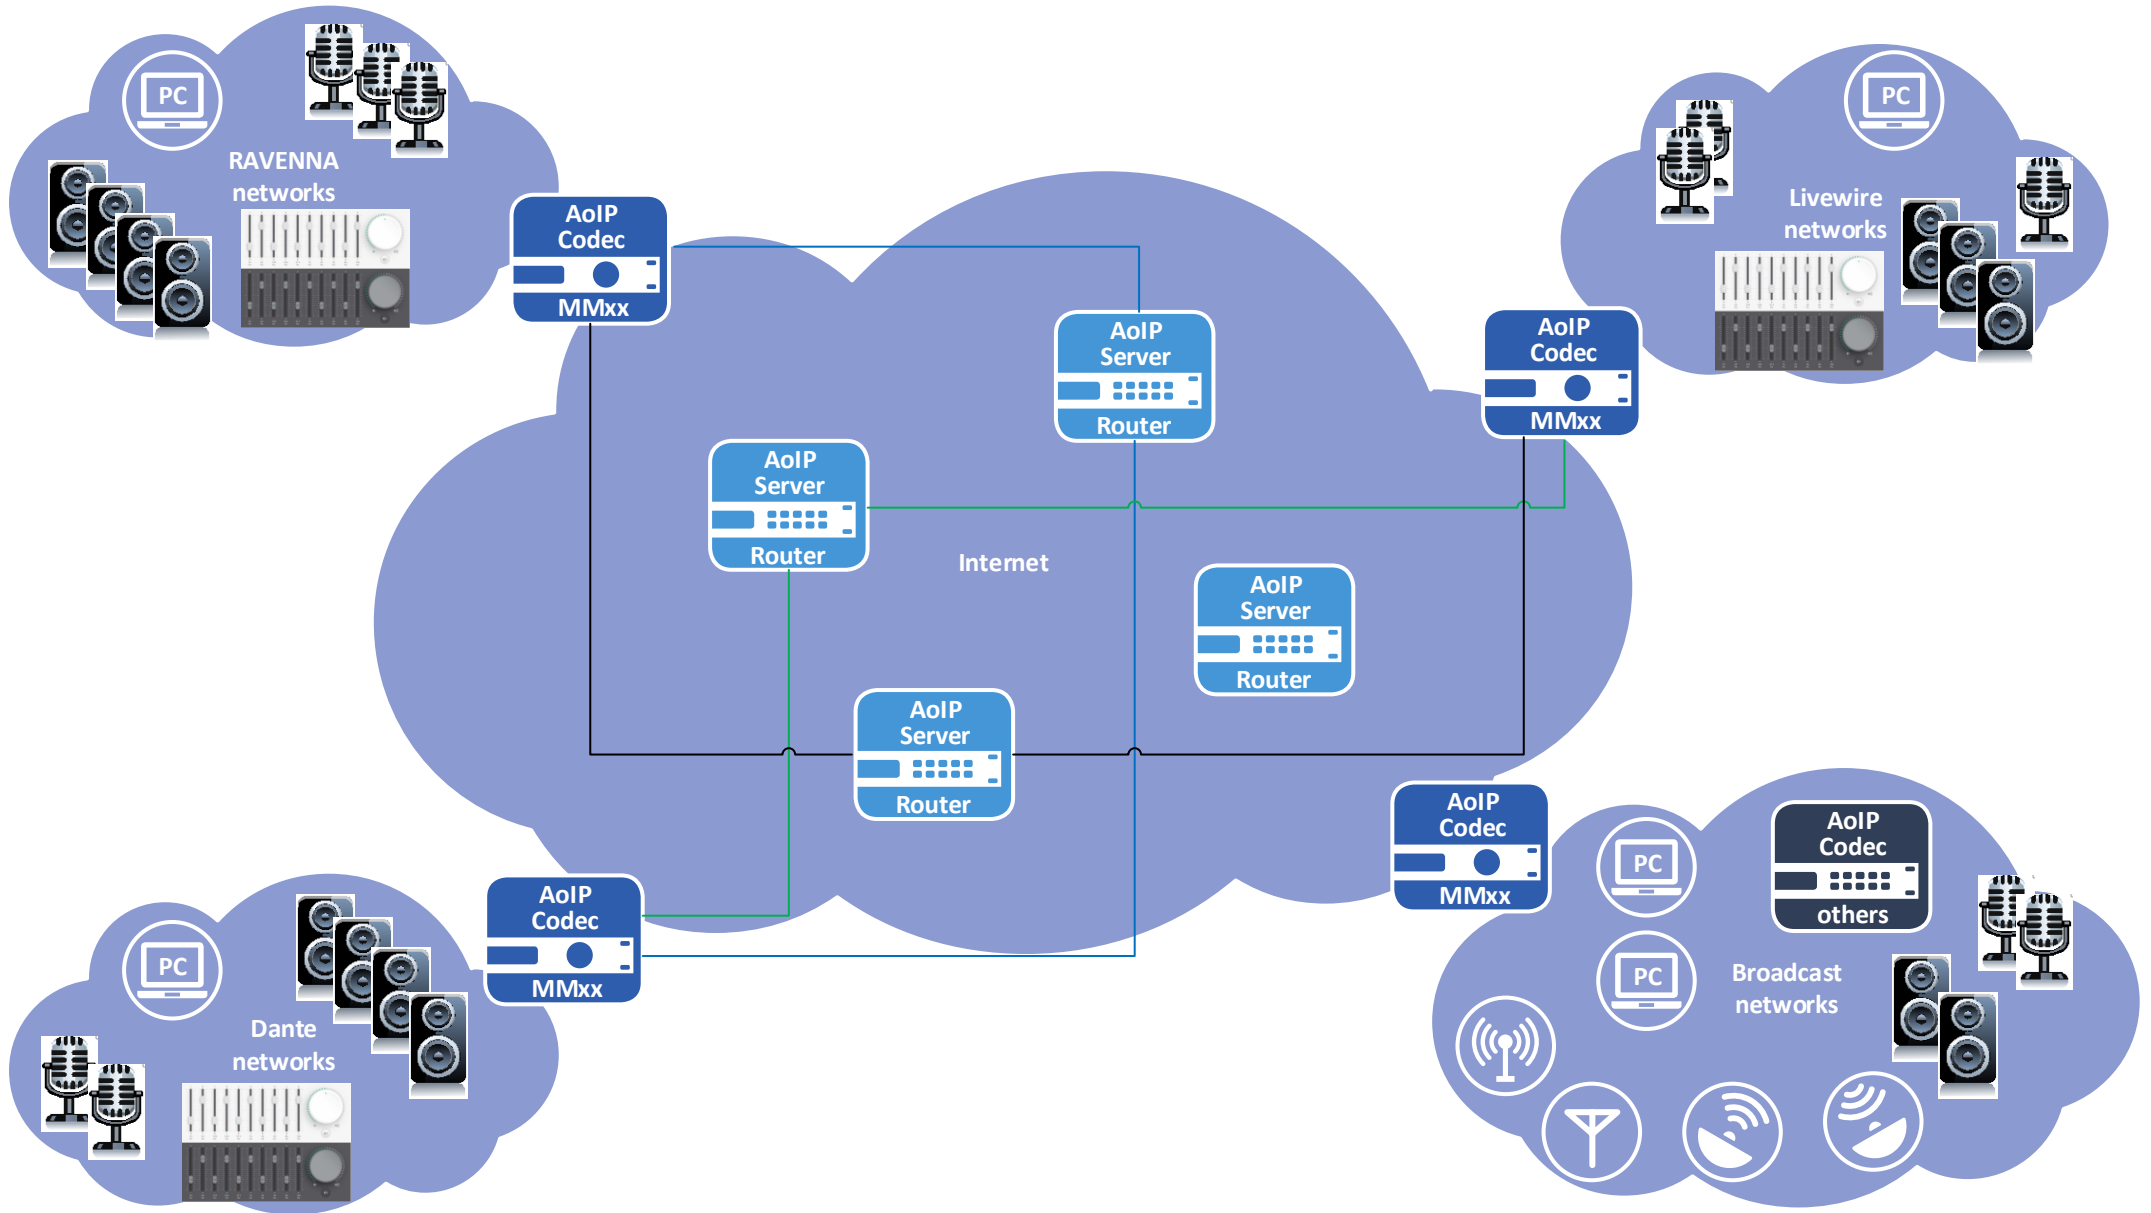 PC
RAVENNA
networks
AoIP
Codec
MMxx
PC
Livewire
networks
AoIP
Codec
MMxx
AoIP
Server
Router
AoIP
Server
Router
Internet
AoIP
Server
Router
AoIP
Server
Router
AoIP
Codec
MMxx
PC
Dante
networks
AoIP
Codec
MMxx
PC
PC
AoIP
Codec
others
Broadcast
networks